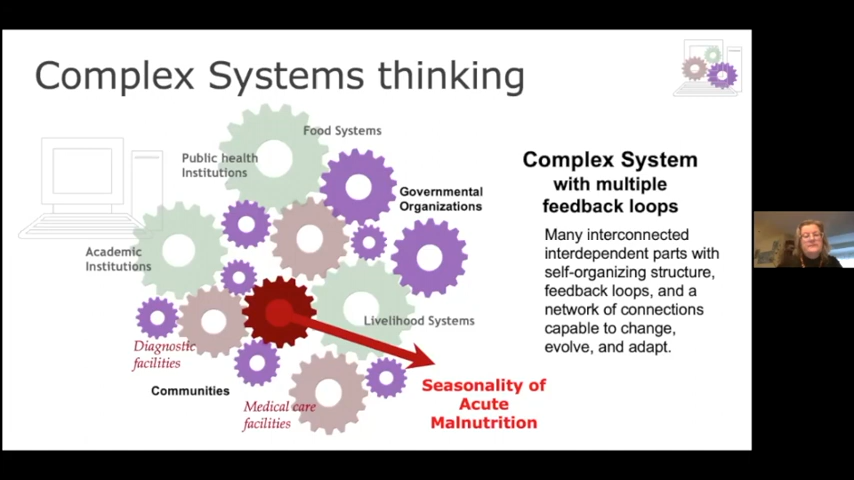 Complex Systems thinking
Food Systems
Public health
Institutions
Governmental
Organizations
Academic
Institutions
Livelihood Systems
Diagnostic
facilities
Communities
Medical care
facilities
Seasonality of
Acute
Malnutrition
Complex System
with multiple
feedback loops
Many interconnected
interdependent parts with
self-organizing structure,
feedback loops, and a
network of connections
capable to change,
evolve, and adapt.